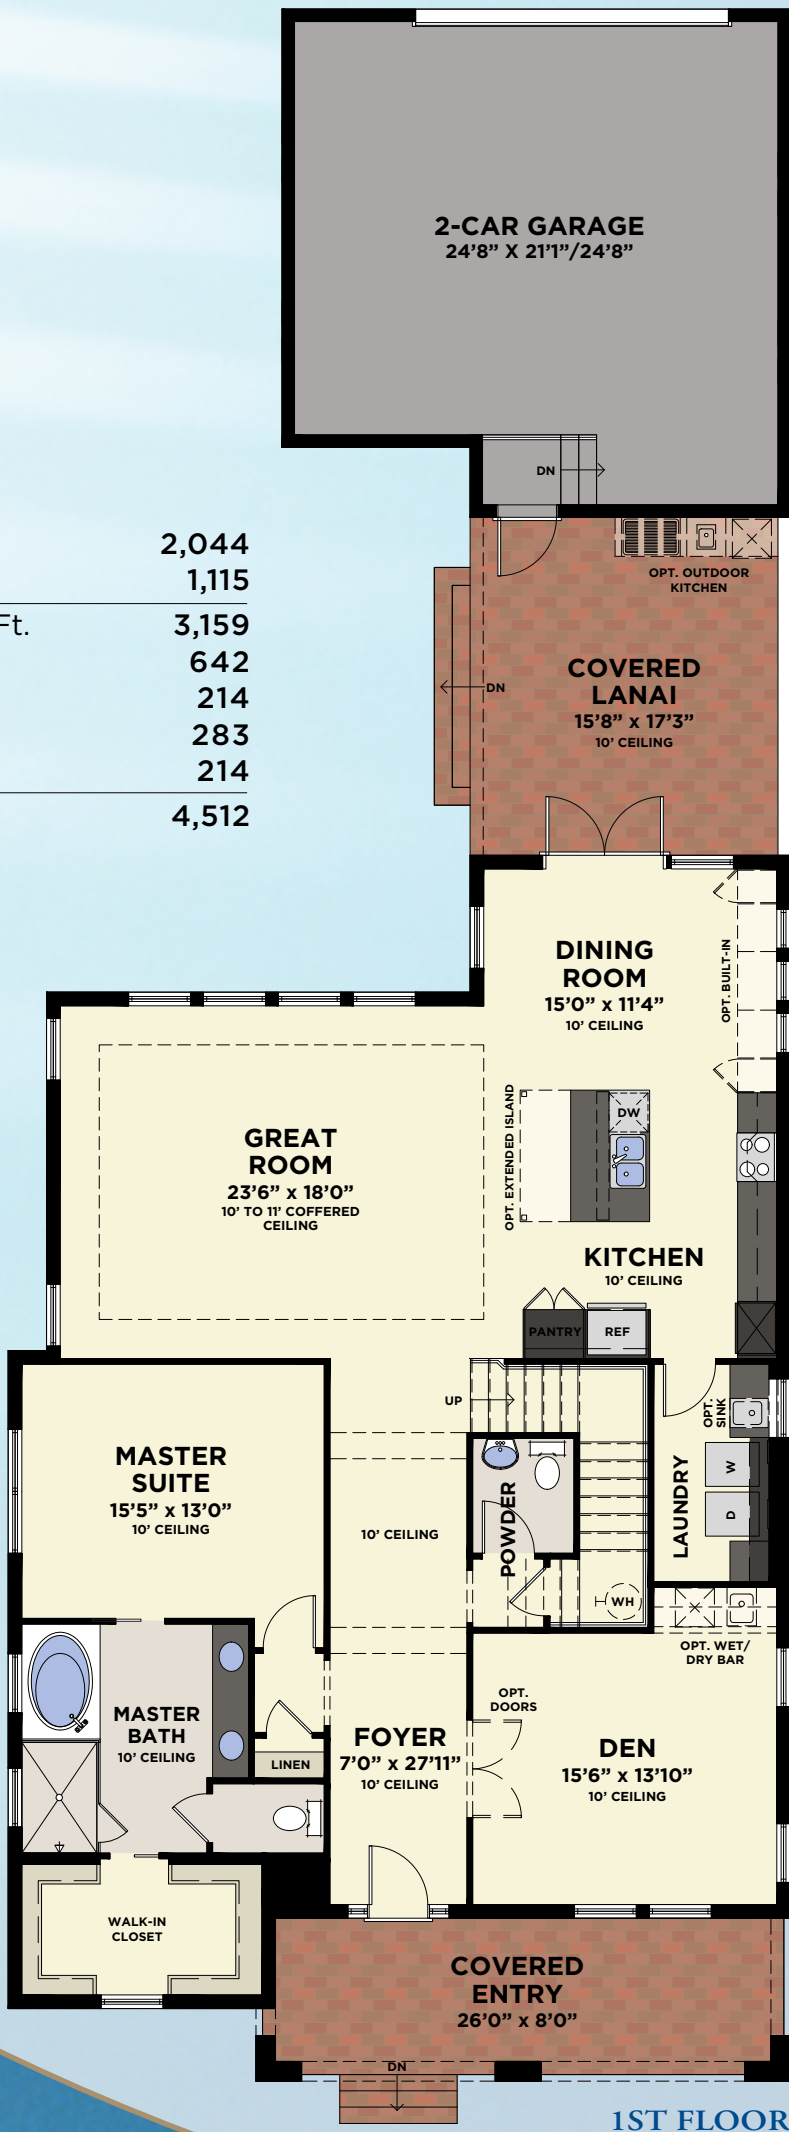 2-CAR GARAGE
24'8" X 21'1"/24'8"
DN
2,044
1,115
Ft. 3,159
642
214
283
214
4,512
OPT. OUTDOOR
KITCHEN
COVERED
LANAI
15'8" x 17'3"
10' CEILING
DN
DINING
ROOM
15'0" x 11'4"
10' CEILING
OPT. BUILT-IN
GREAT
ROOM
23'6" x 18'0"
10' TO 11' COFFERED
CEILING
OPT. EXTENDED ISLAND
DW
KITCHEN
10' CEILING
PANTRY
REF
UP
MASTER
SUITE
15'5" x 13'0"
10' CEILING
10' CEILING
POWDER
OPT.
SINK
LAUNDRY
W
D
WH
OPT. WET/
DRY BAR
OPT.
DOORS
MASTER
BATH
10' CEILING
LINEN
FOYER
7'0" x 27'11"
10' CEILING
DEN
15'6" x 13'10"
10' CEILING
WALK-IN
CLOSET
COVERED
ENTRY
26'0" x 8'0"
DN
1ST FLOOR